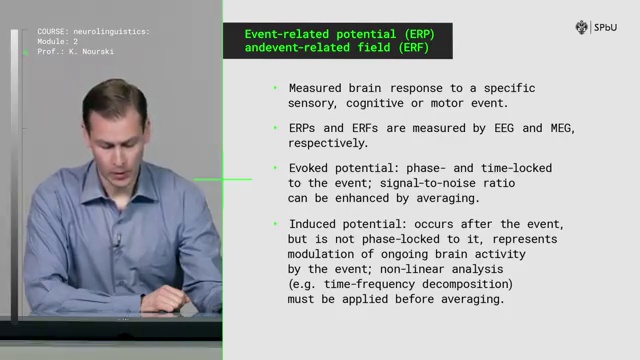 COURSE: neurolinguistics:
Module: 2
Prof.: K. Nourski
Event-related potential (ERP)
andevent-related field (ERF)
SPbU
Measured brain response to a specific
sensory, cognitive or motor event.
ERPs and ERFs are measured by EEG and MEG,
respectively.
Evoked potential: phase- and time-locked
to the event; signal-to-noise ratio
can be enhanced by averaging.
Induced potential: occurs after the event,
but is not phase-locked to it, represents
modulation of ongoing brain activity
by the event; non-linear analysis
(e.g. time-frequency decomposition)
must be applied before averaging.